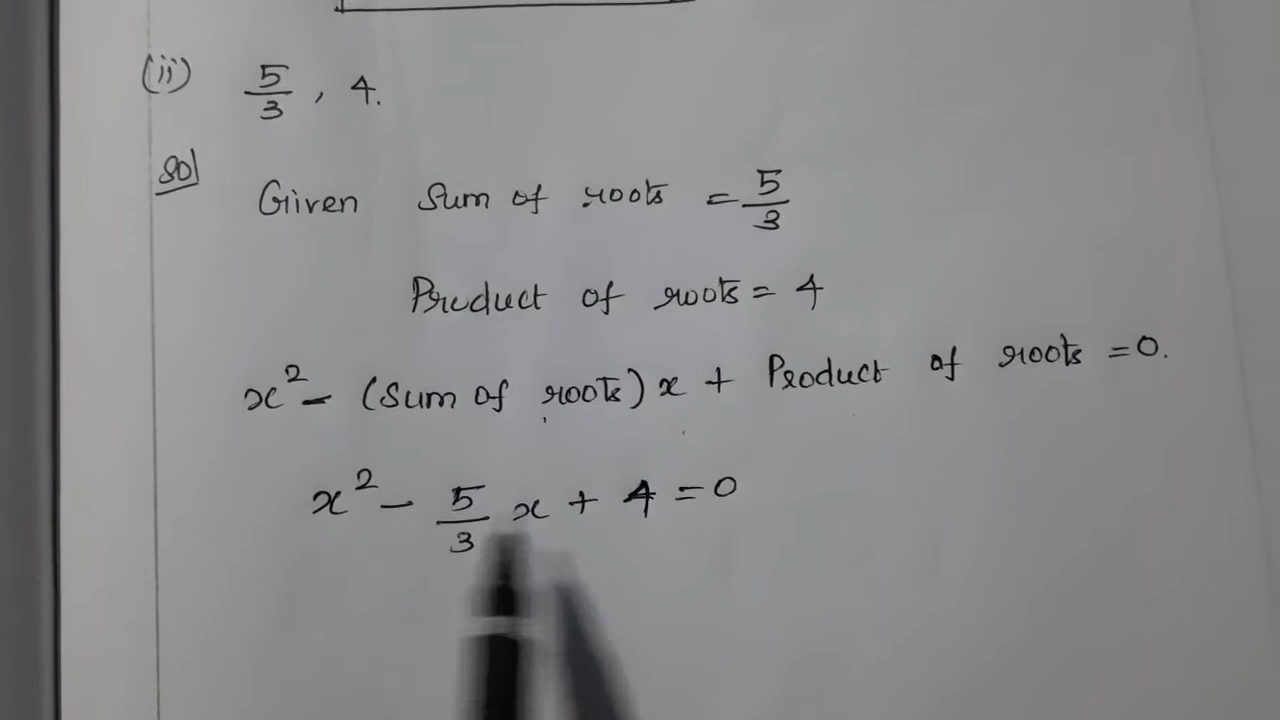 (ii) 5/3 , 4.
Sol
Given Sum of roots = 5/3
Product of roots = 4
x² - (Sum of roots) x + Product of roots = 0.
x² - 5/3 x + 4 = 0